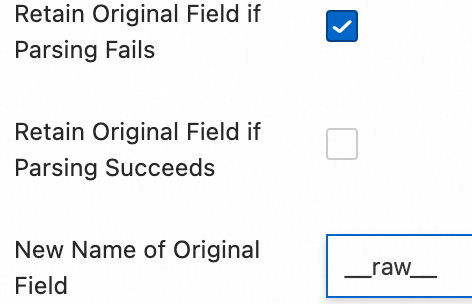 Retain Original Field if
Parsing Fails
Retain Original Field if
Parsing Succeeds
New Name of Original
Field
__raw__